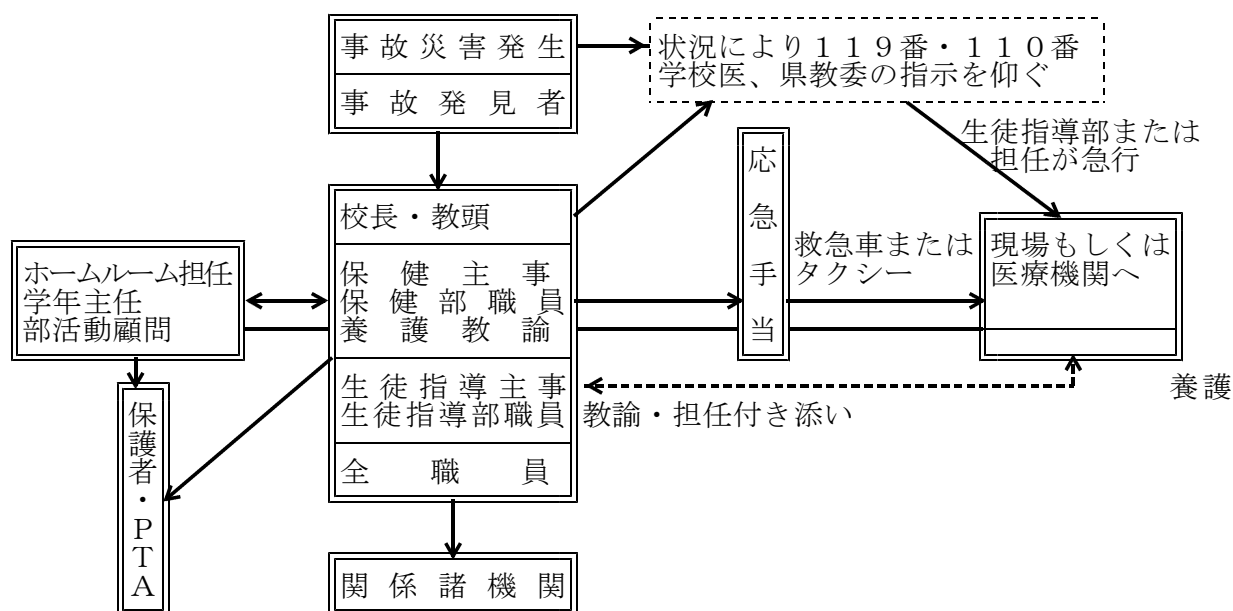 事故災害発生
事故発見者
状況により１１９番・１１０番
学校医、県教委の指示を仰ぐ
生徒指導部または
担任が急行
校長・教頭
保健主事
保健部職員
養護教諭
生徒指導主事
生徒指導部職員
全職員
ホームルーム担任
学年主任
部活動顧問
応急手当
救急車または
タクシー
現場もしくは
医療機関へ
養護
教諭・担任付き添い
保護者・ＰＴＡ
関係諸機関